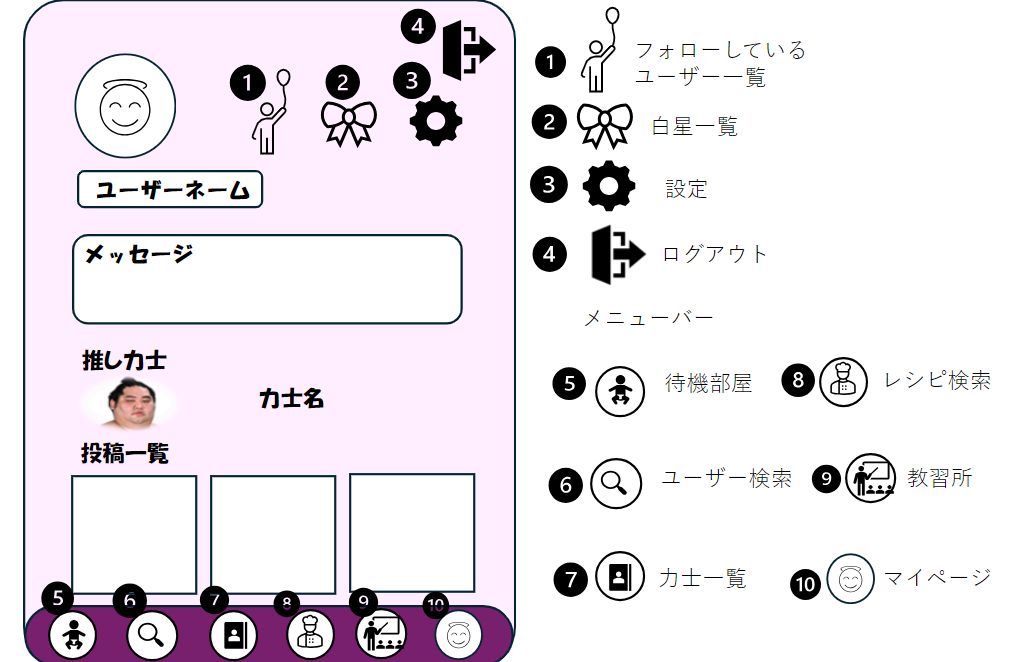 4
1
2
3
ユーザーネーム
メッセージ
推し力士
力士名
投稿一覧
5
6
7
8
9
10
1
フォローしている
ユーザー一覧
2
白星一覧
3
設定
4
ログアウト
メニューバー
5
待機部屋
8
レシピ検索
6
ユーザー検索
9
教習所
7
力士一覧
10
マイページ